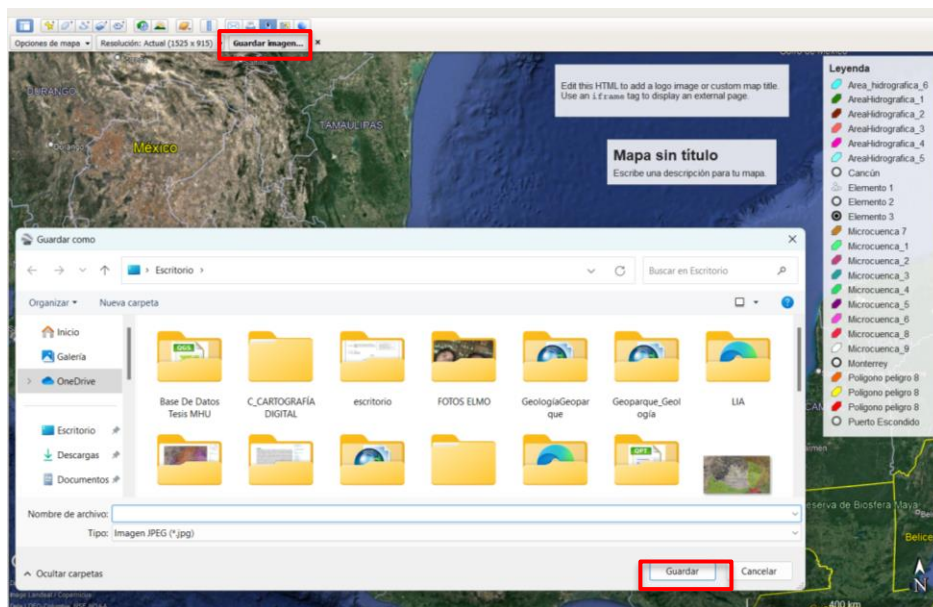 Opciones de mapa
Resolución: Actual (1525 x 915)
Guardar imagen...
DURANGO
Durango
México
TAMAULIPAS
Edit this HTML to add a logo image or custom map title.
Use an iframe tag to display an external page.
Mapa sin título
Escribe una descripción para tu mapa.
Leyenda
Area_hidrografica_6
AreaHidrografica_1
AreaHidrografica_2
AreaHidrografica_3
AreaHidrografica_4
AreaHidrografica_5
Cancún
Elemento 1
Elemento 2
Elemento 3
Microcuenca 7
Microcuenca_1
Microcuenca_2
Microcuenca_3
Microcuenca_4
Microcuenca_5
Microcuenca_6
Microcuenca_8
Microcuenca_9
Monterrey
Poligono peligro 8
Poligono peligro 8
Poligono peligro 8
Puerto Escondido
Guardar como
Escritorio
Buscar en Escritorio
Organizar
Nueva carpeta
Inicio
Galería
OneDrive
Escritorio
Descargas
Documentos
Base De Datos
Tesis MHU
C_CARTOGRAFÍA
DIGITAL
escritorio
FOTOS ELMO
GeologíaGeopar
que
Geoparque_Geol
ogía
LIA
Nombre de archivo:
Tipo: Imagen JPEG (*.jpg)
Ocultar carpetas
Guardar
Cancelar
Belice
N
400 km